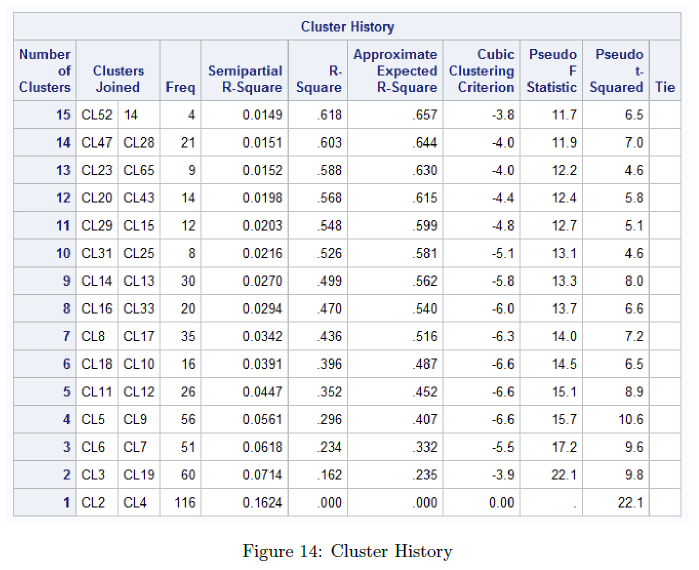 Cluster History
Number of Clusters Clusters Joined Freq Semipartial R-Square R-Square Approximate Expected R-Square Cubic Clustering Criterion Pseudo F Statistic Pseudo t-Squared Tie
15 CL52 14 4 0.0149 .618 .657 -3.8 11.7 6.5
14 CL47 CL28 21 0.0151 .603 .644 -4.0 11.9 7.0
13 CL23 CL65 9 0.0152 .588 .630 -4.0 12.2 4.6
12 CL20 CL43 14 0.0198 .568 .615 -4.4 12.4 5.8
11 CL29 CL15 12 0.0203 .548 .599 -4.8 12.7 5.1
10 CL31 CL25 8 0.0216 .526 .581 -5.1 13.1 4.6
9 CL14 CL13 30 0.0270 .499 .562 -5.8 13.3 8.0
8 CL16 CL33 20 0.0294 .470 .540 -6.0 13.7 6.6
7 CL8 CL17 35 0.0342 .436 .516 -6.3 14.0 7.2
6 CL18 CL10 16 0.0391 .396 .487 -6.6 14.5 6.5
5 CL11 CL12 26 0.0447 .352 .452 -6.6 15.1 8.9
4 CL5 CL9 56 0.0561 .296 .407 -6.6 15.7 10.6
3 CL6 CL7 51 0.0618 .234 .332 -5.5 17.2 9.6
2 CL3 CL19 60 0.0714 .162 .235 -3.9 22.1 9.8
1 CL2 CL4 116 0.1624 .000 .000 0.00 . 22.1
Figure 14: Cluster History